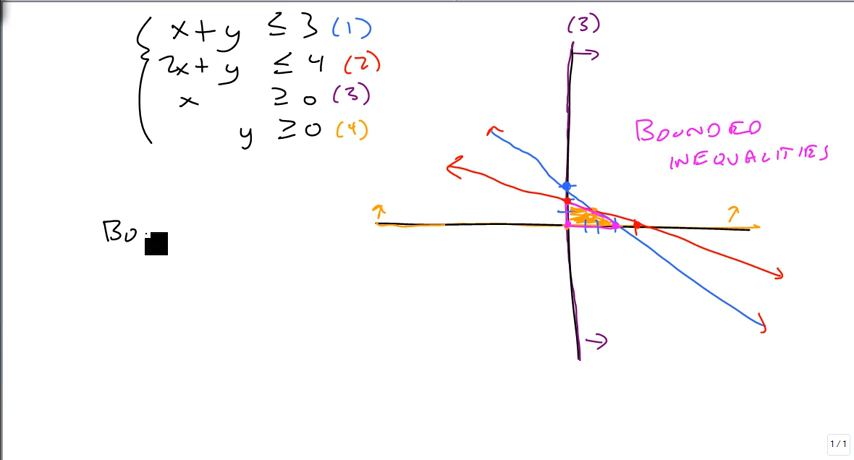 x + y ≤ 3 (1)
2x + y ≤ 4 (2)
x ≥ 0 (3)
y ≥ 0 (4)
(3)
BOUNDED
INEQUALITIES
Bo
1 / 1